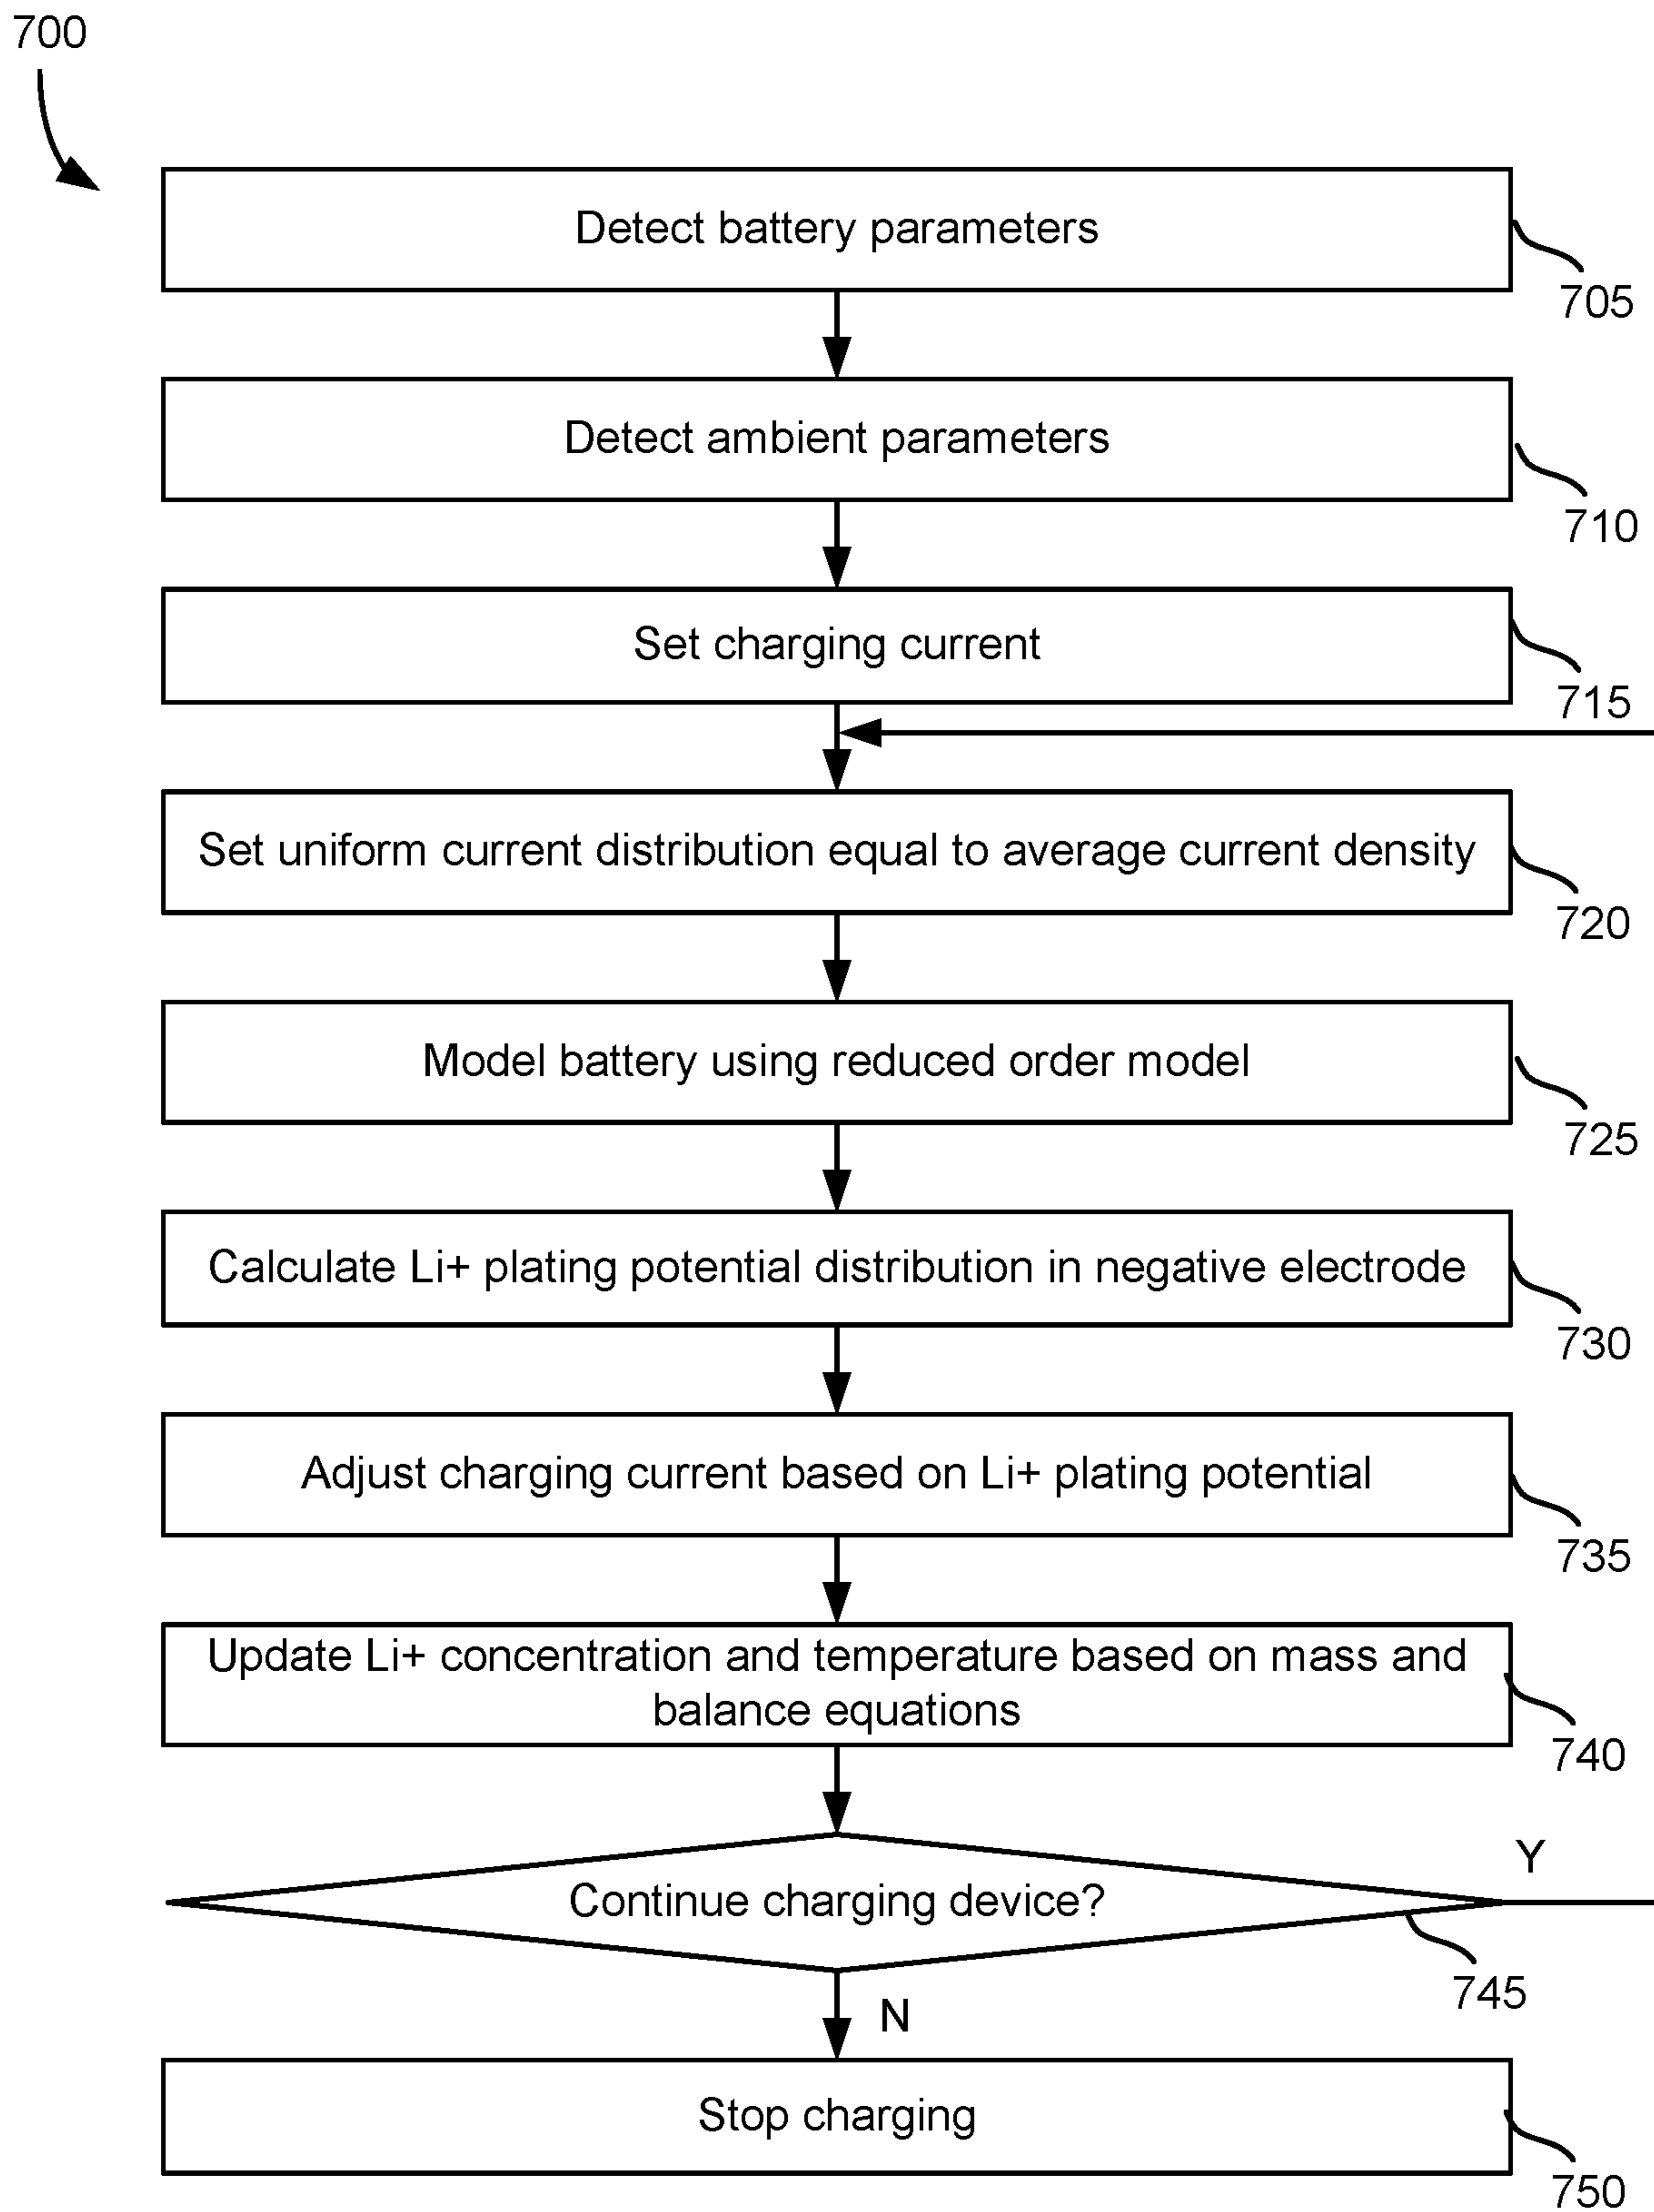 700
Detect battery parameters
705
Detect ambient parameters
710
Set charging current
715
Set uniform current distribution equal to average current density
720
Model battery using reduced order model
725
Calculate Li+ plating potential distribution in negative electrode
730
Adjust charging current based on Li+ plating potential
735
Update Li+ concentration and temperature based on mass and
balance equations
740
Y
Continue charging device?
745
N
Stop charging
750